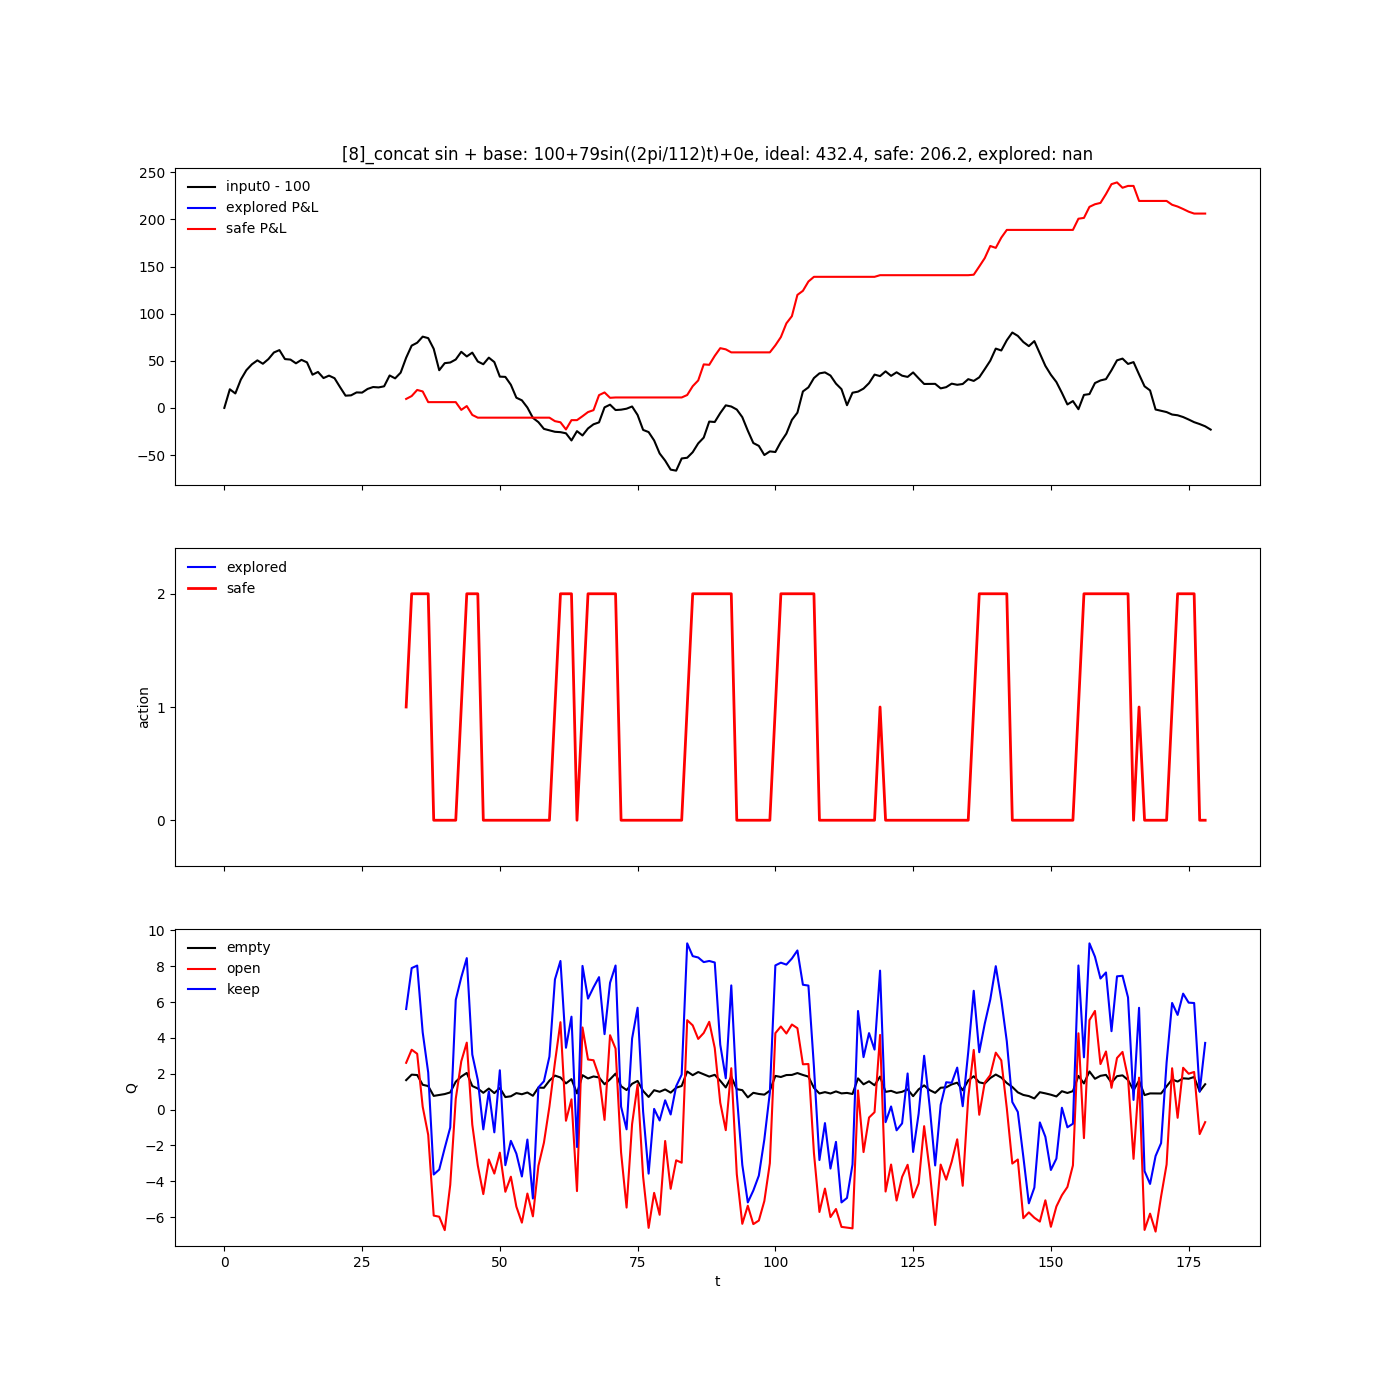 [8]_concat sin + base: 100+79sin((2pi/112)t)+0e, ideal: 432.4, safe: 206.2, explored: nan
250
200
150
100
50
0
−50
input0 - 100
explored P&L
safe P&L
2
1
0
action
explored
safe
10
8
6
4
2
0
−2
−4
−6
Q
empty
open
keep
0 25 50 75 100 125 150 175
t